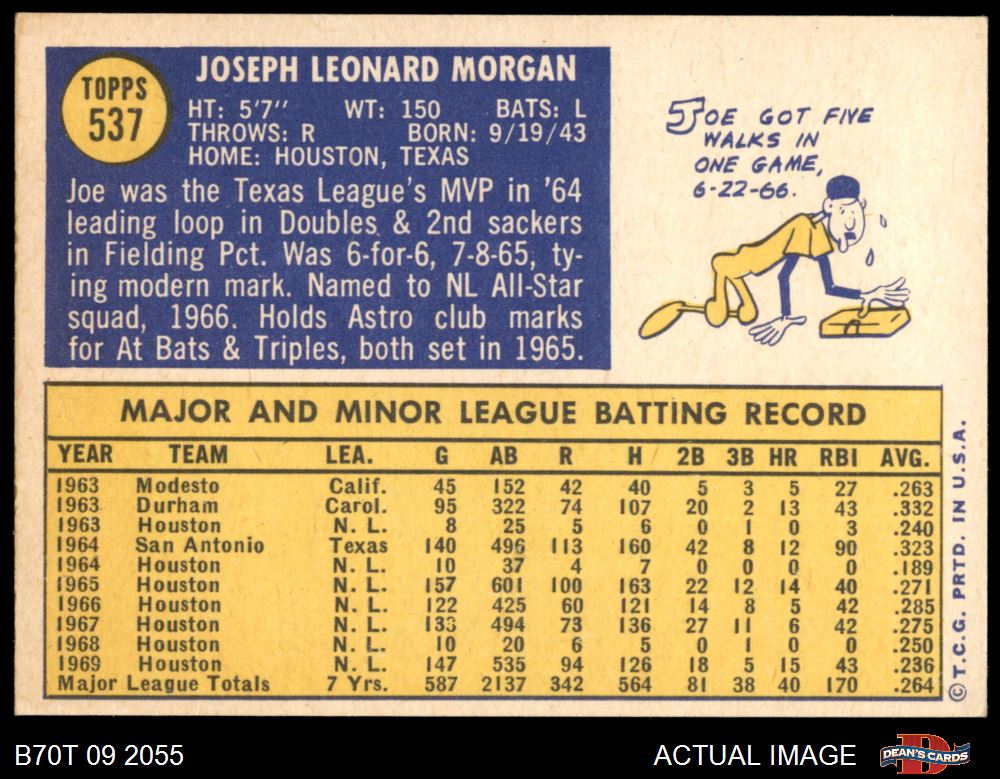 TOPPS
537
JOSEPH LEONARD MORGAN
HT: 5'7" WT: 150 BATS: L
THROWS: R BORN: 9/19/43
HOME: HOUSTON, TEXAS
Joe was the Texas League's MVP in '64
leading loop in Doubles & 2nd sackers
in Fielding Pct. Was 6-for-6, 7-8-65, ty-
ing modern mark. Named to NL All-Star
squad, 1966. Holds Astro club marks
for At Bats & Triples, both set in 1965.
JOE GOT FIVE
WALKS IN
ONE GAME,
6-22-66.
MAJOR AND MINOR LEAGUE BATTING RECORD
YEAR TEAM LEA. G AB R H 2B 3B HR RBI AVG.
1963 Modesto Calif. 45 152 42 40 5 3 5 27 .263
1963 Durham Carol. 95 322 74 107 20 2 13 43 .332
1963 Houston N. L. 8 25 5 6 0 1 0 3 .240
1964 San Antonio Texas 140 496 113 160 42 8 12 90 .323
1964 Houston N. L. 10 37 4 7 0 0 0 0 .189
1965 Houston N. L. 157 601 100 163 22 12 14 40 .271
1966 Houston N. L. 122 425 60 121 14 8 5 42 .285
1967 Houston N. L. 133 494 73 136 27 11 6 42 .275
1968 Houston N. L. 10 20 6 5 0 1 0 0 .250
1969 Houston N. L. 147 535 94 126 18 5 15 43 .236
Major League Totals 7 Yrs. 587 2137 342 564 81 38 40 170 .264
© T.C.G. PRTD. IN U.S.A.
B70T 09 2055
ACTUAL IMAGE
DEAN'S CARDS